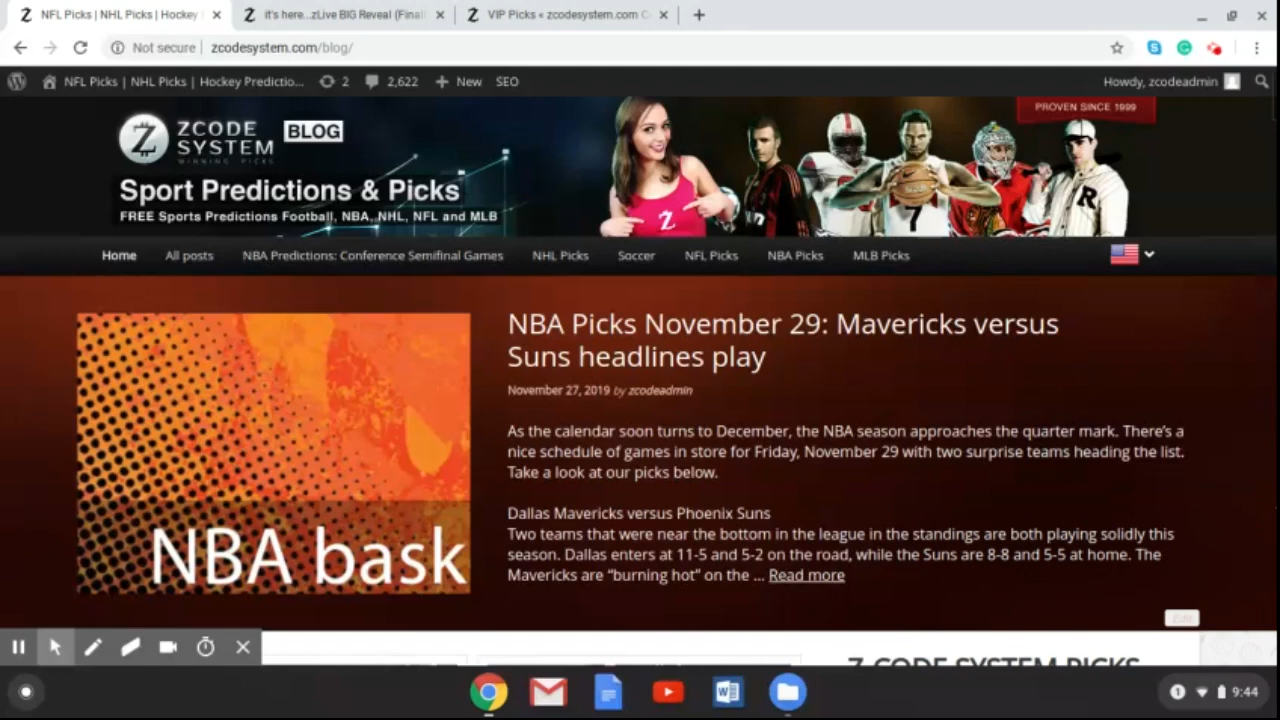 NFL Picks | NHL Picks | Hockey
it's here...zLive BIG Reveal (Final
VIP Picks « zcodesystem.com
Not secure | zcodesystem.com/blog/
NFL Picks | NHL Picks | Hockey Predictio...
2
2,622
New
SEO
Howdy, zcodeadmin
PROVEN SINCE 1999
ZCODE
SYSTEM
WINNING PICKS
BLOG
Sport Predictions & Picks
FREE Sports Predictions Football, NBA, NHL, NFL and MLB
Home
All posts
NBA Predictions: Conference Semifinal Games
NHL Picks
Soccer
NFL Picks
NBA Picks
MLB Picks
NBA Picks November 29: Mavericks versus
Suns headlines play
November 27, 2019 by zcodeadmin
As the calendar soon turns to December, the NBA season approaches the quarter mark. There's a
nice schedule of games in store for Friday, November 29 with two surprise teams heading the list.
Take a look at our picks below.
Dallas Mavericks versus Phoenix Suns
Two teams that were near the bottom in the league in the standings are both playing solidly this
season. Dallas enters at 11-5 and 5-2 on the road, while the Suns are 8-8 and 5-5 at home. The
Mavericks are “burning hot” on the ... Read more
NBA bask
Edit
Z CODE SYSTEM PICKS
1
9:44